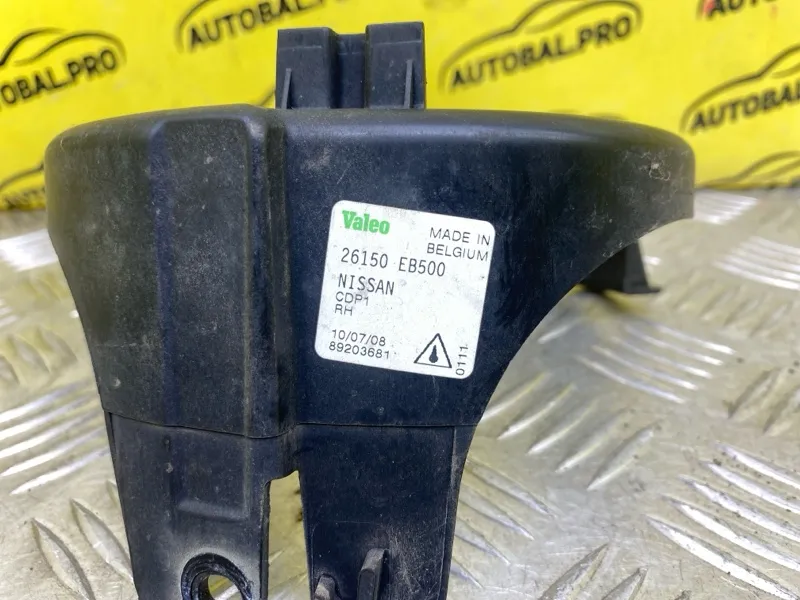 AUTOBAL.PRO
AUTOBAL.PRO
AUTOBAL.PRO
AUTOBAL.PRO
Valeo
MADE IN
BELGIUM
26150 EB500
NISSAN
CDP1
RH
10/07/08
89203681
0111